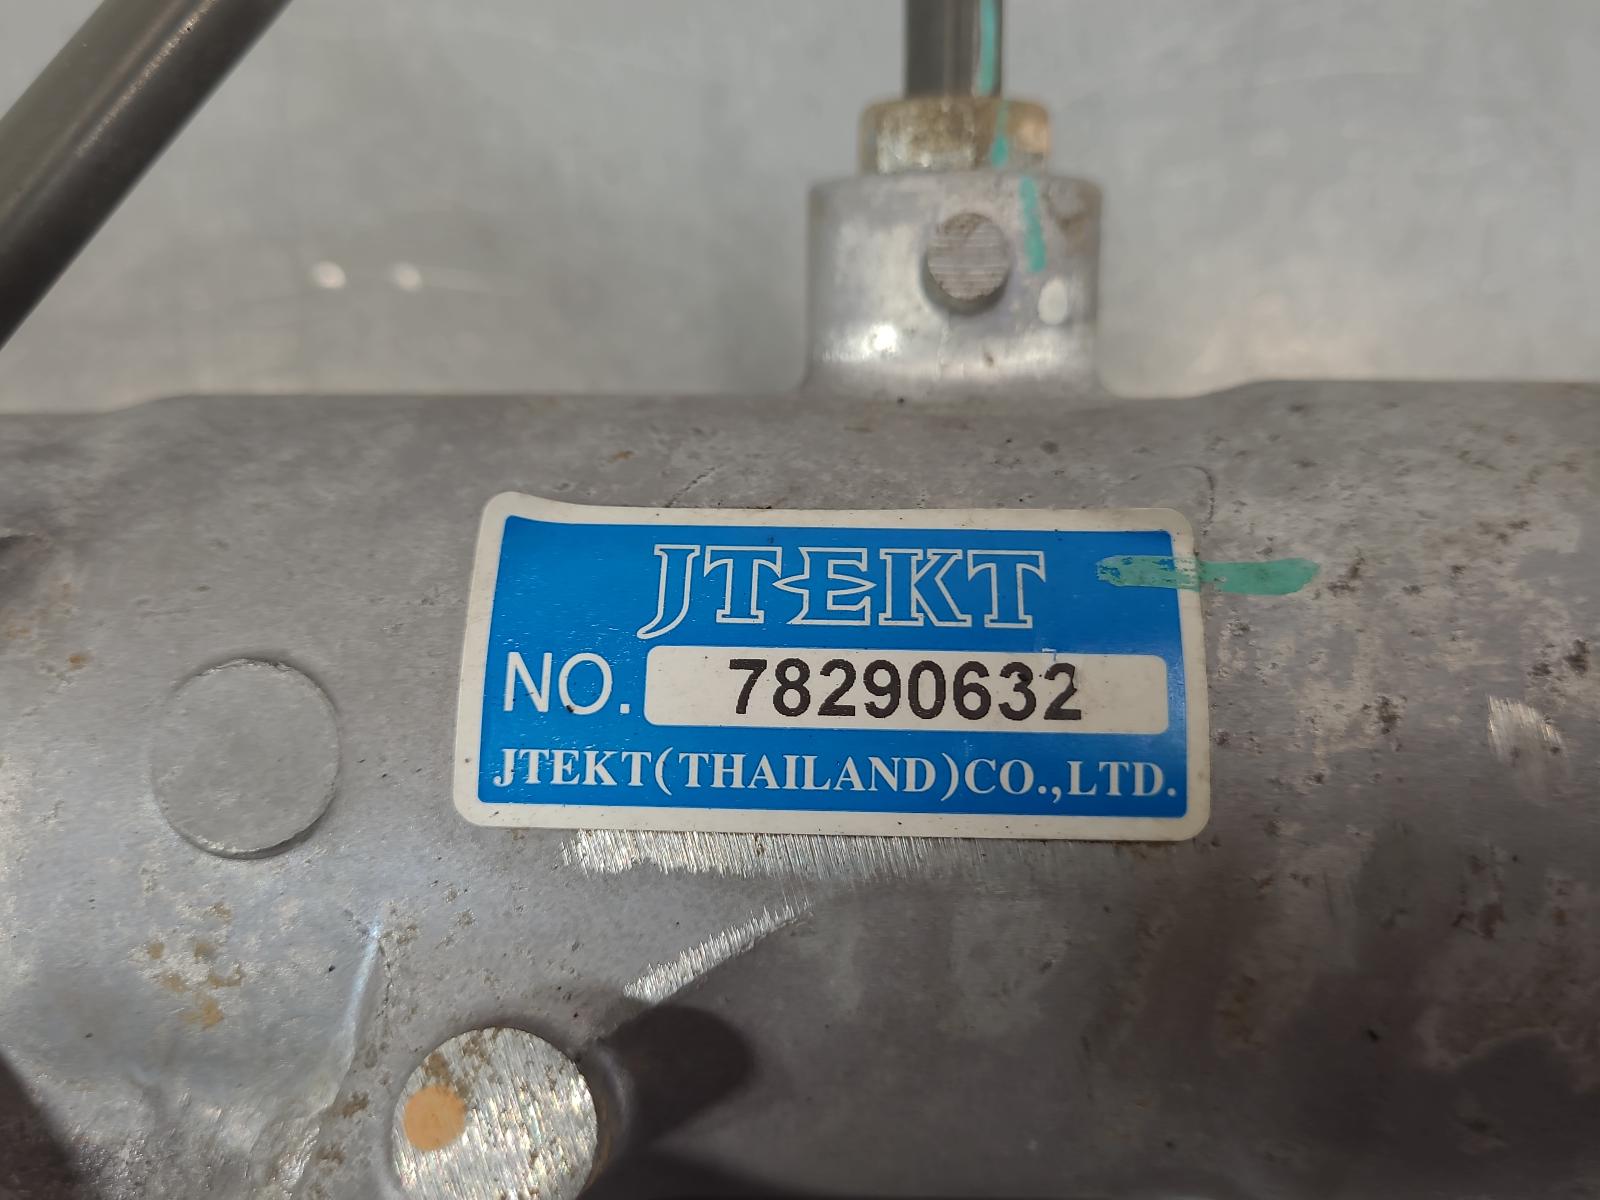 JTEKT
NO. 78290632
JTEKT(THAILAND)CO.,LTD.